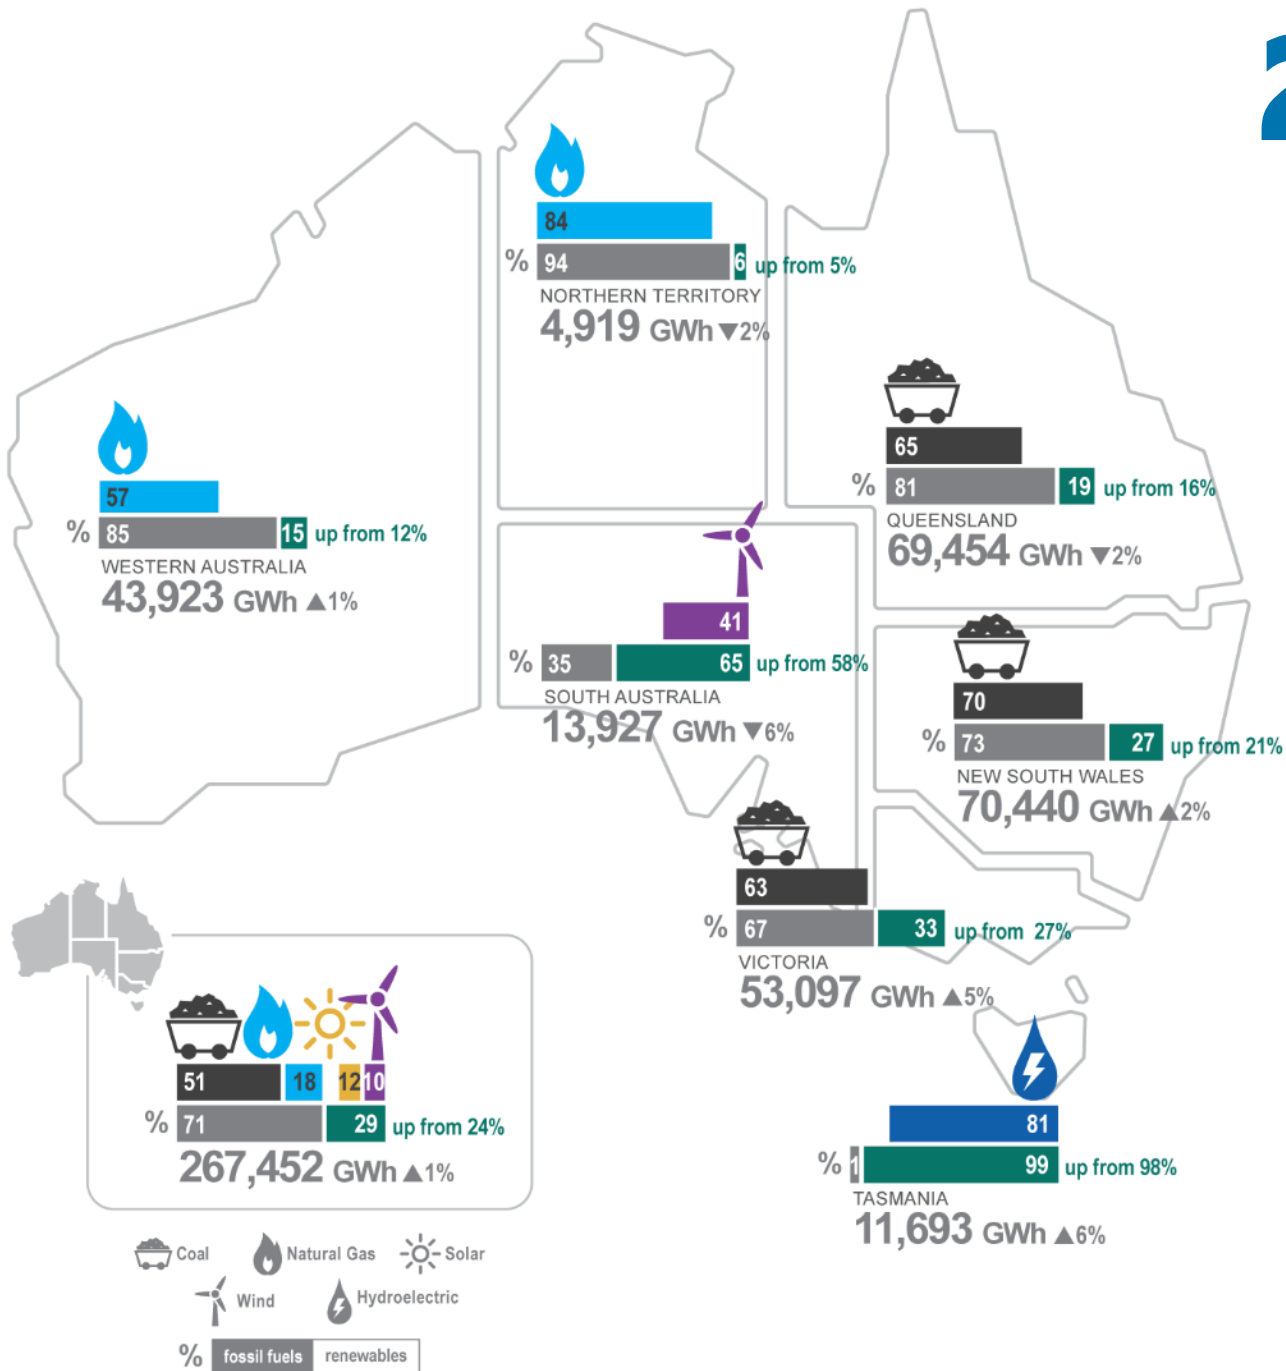 2
84
% 94 6 up from 5%
NORTHERN TERRITORY
4,919 GWh ▼2%
65
% 81 19 up from 16%
QUEENSLAND
69,454 GWh ▼2%
57
% 85 15 up from 12%
WESTERN AUSTRALIA
43,923 GWh ▲1%
41
% 35 65 up from 58%
SOUTH AUSTRALIA
13,927 GWh ▼6%
70
% 73 27 up from 21%
NEW SOUTH WALES
70,440 GWh ▲2%
63
% 67 33 up from 27%
VICTORIA
53,097 GWh ▲5%
51 18 12 10
% 71 29 up from 24%
267,452 GWh ▲1%
81
% 1 99 up from 98%
TASMANIA
11,693 GWh ▲6%
Coal Natural Gas Solar
Wind Hydroelectric
% fossil fuels renewables